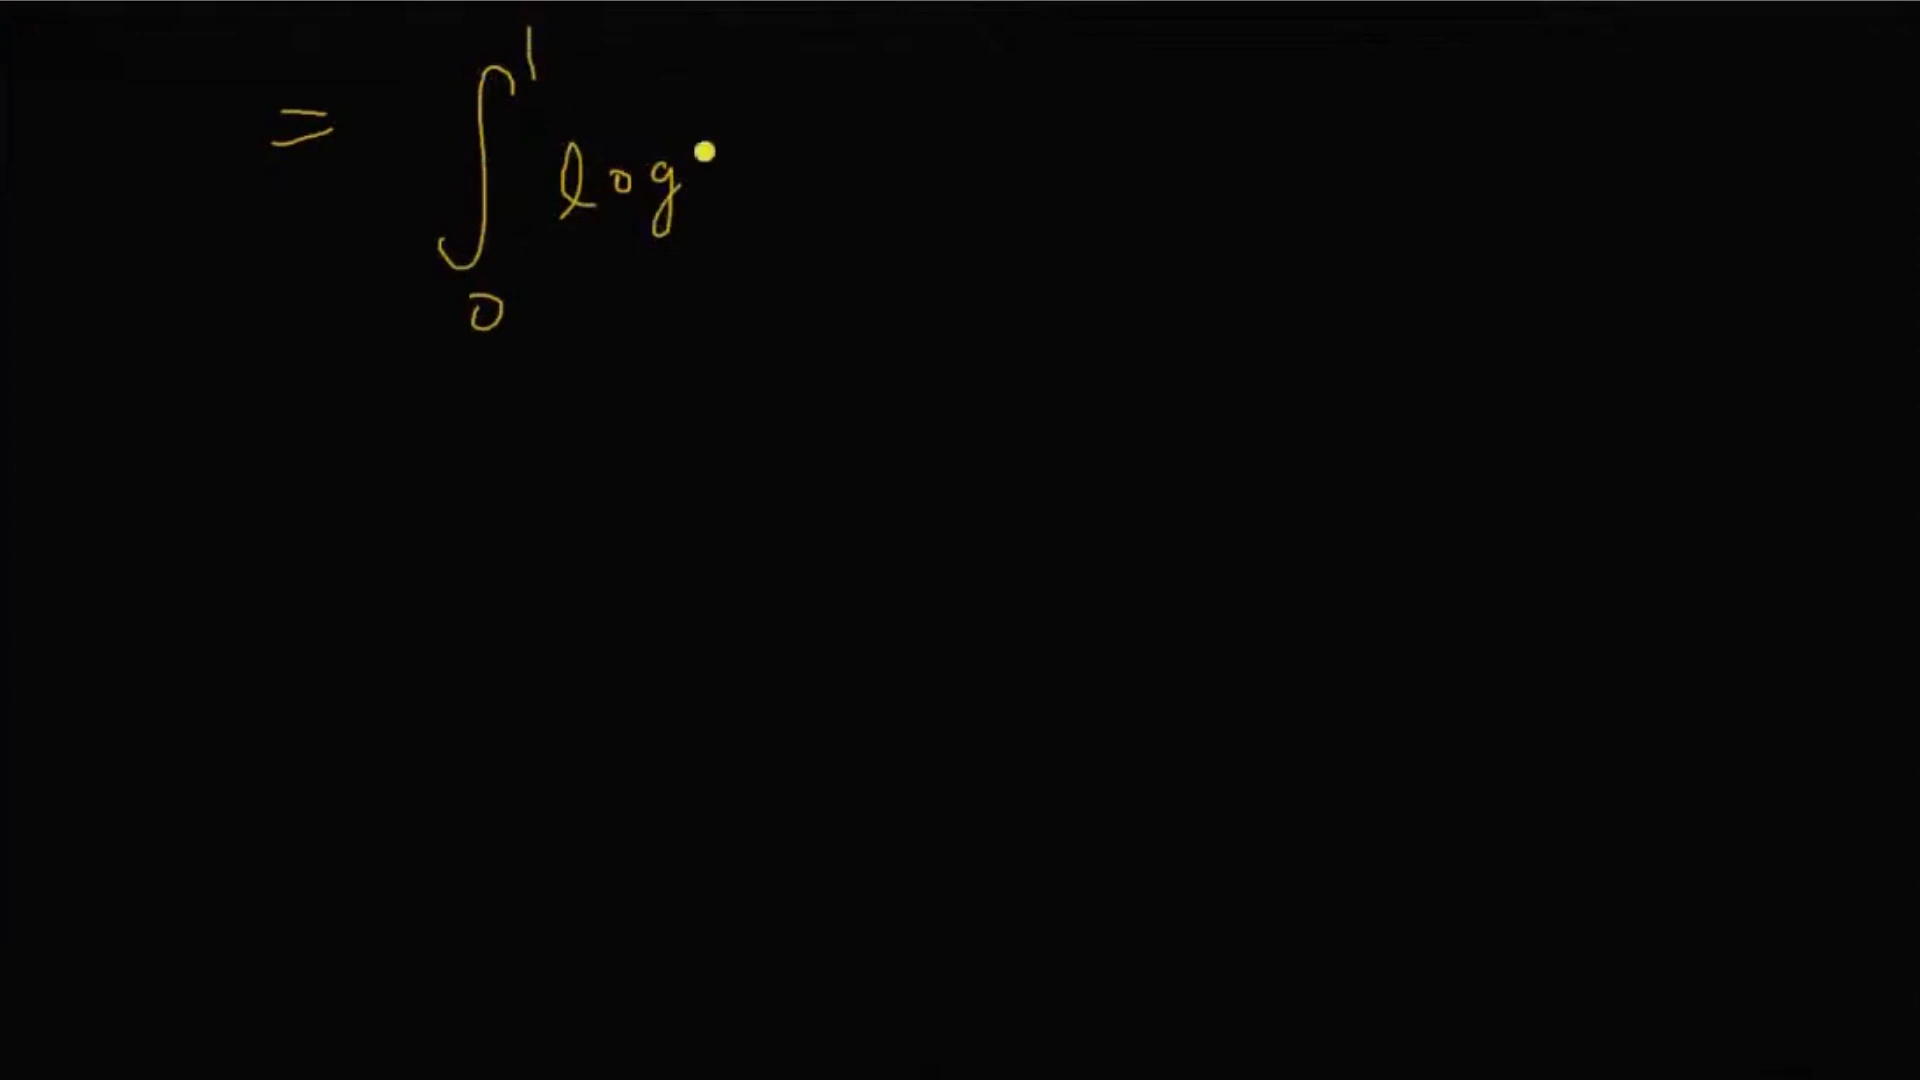 = ∫₀¹ log